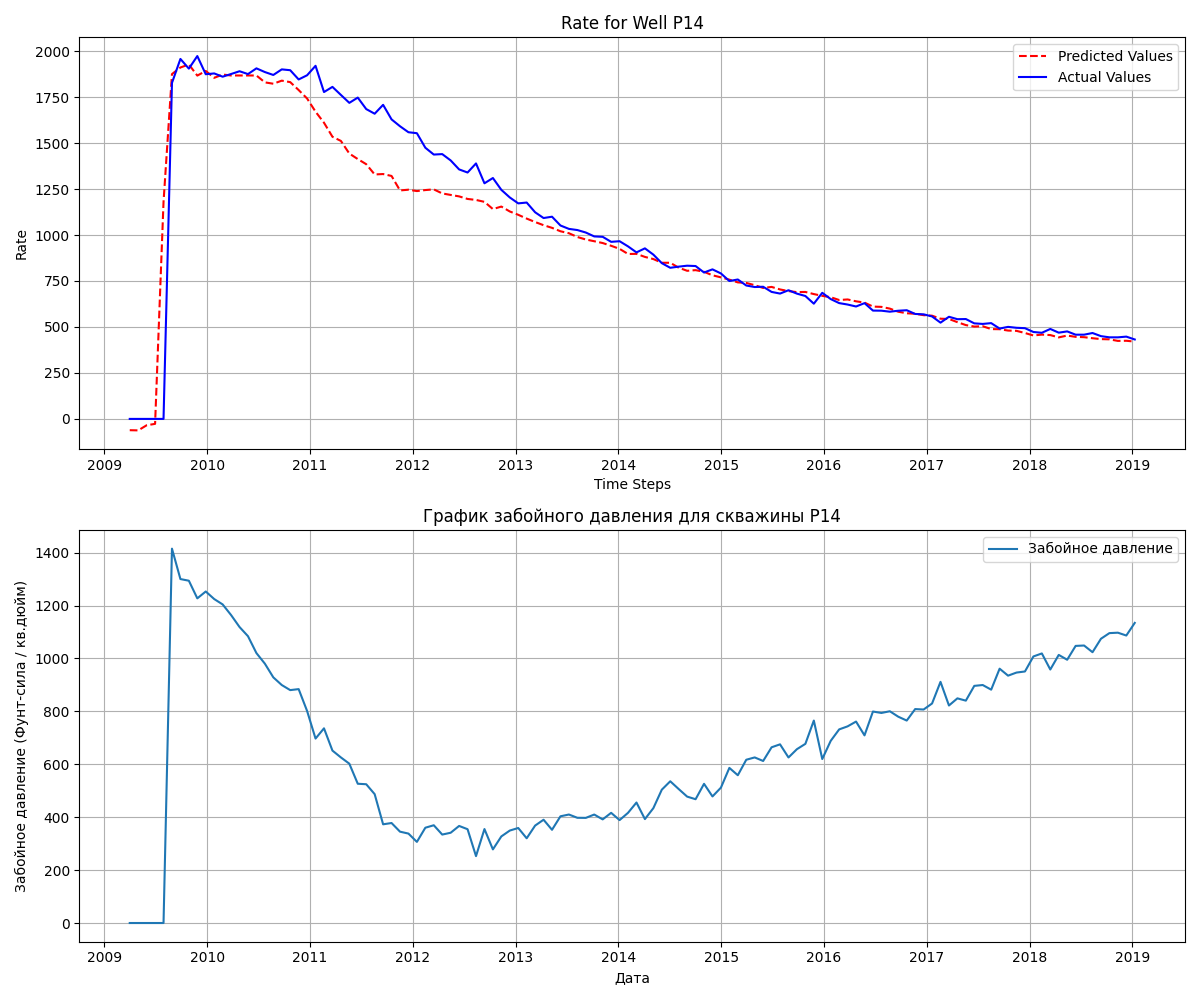 Rate for Well P14
2000
1750
1500
1250
1000
750
500
250
0
Rate
Predicted Values
Actual Values
2009 2010 2011 2012 2013 2014 2015 2016 2017 2018 2019
Time Steps
График забойного давления для скважины P14
1400
1200
1000
800
600
400
200
0
Забойное давление (Фунт-сила / кв.дюйм)
Забойное давление
2009 2010 2011 2012 2013 2014 2015 2016 2017 2018 2019
Дата